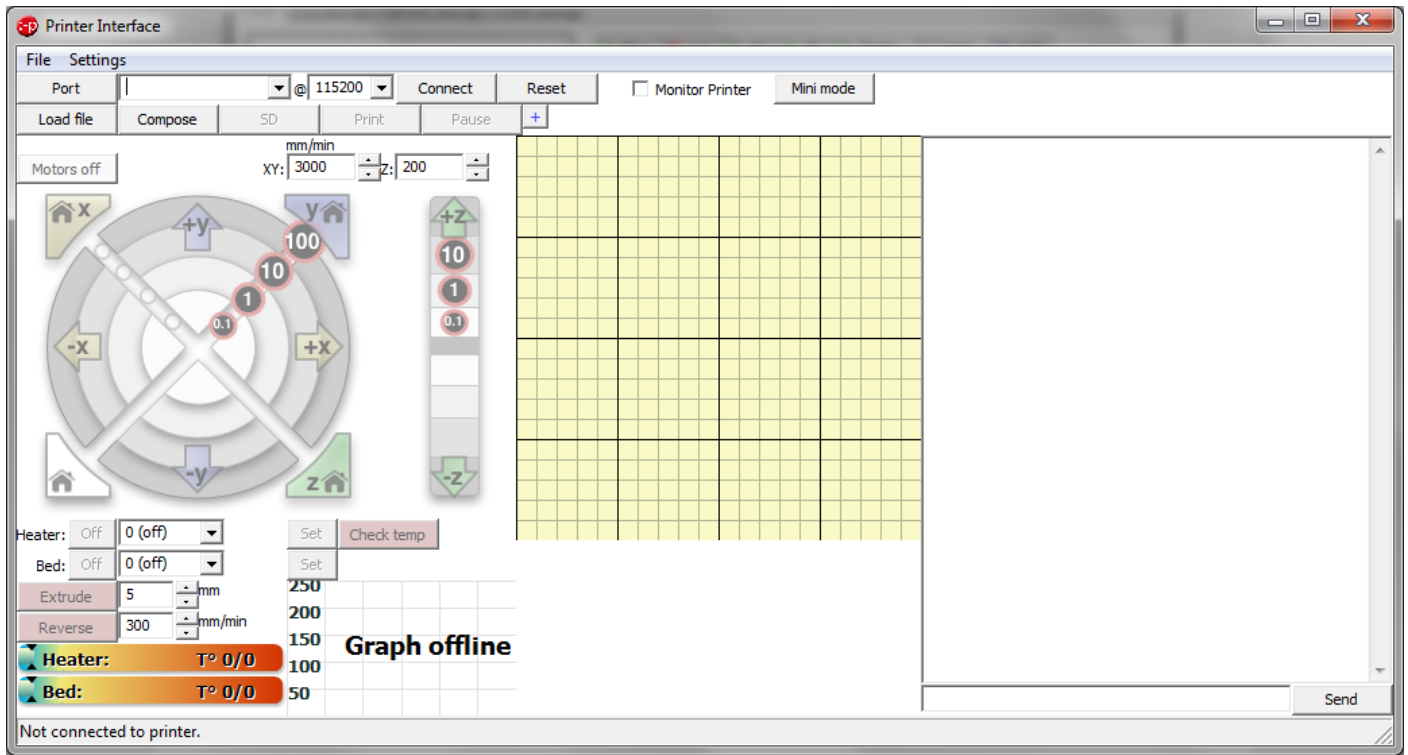 Printer Interface
File Settings
Port @ 115200 Connect Reset Monitor Printer Mini mode
Load file Compose SD Print Pause +
mm/min
Motors off XY: 3000 Z: 200
x +y y +z
100
10 10
1 1
0.1 0.1
-x +x
-y z -z
Heater: Off 0 (off) Set Check temp
Bed: Off 0 (off) Set
Extrude 5 mm
Reverse 300 mm/min
250
200
150
100
50
Graph offline
Heater: T° 0/0
Bed: T° 0/0
Send
Not connected to printer.